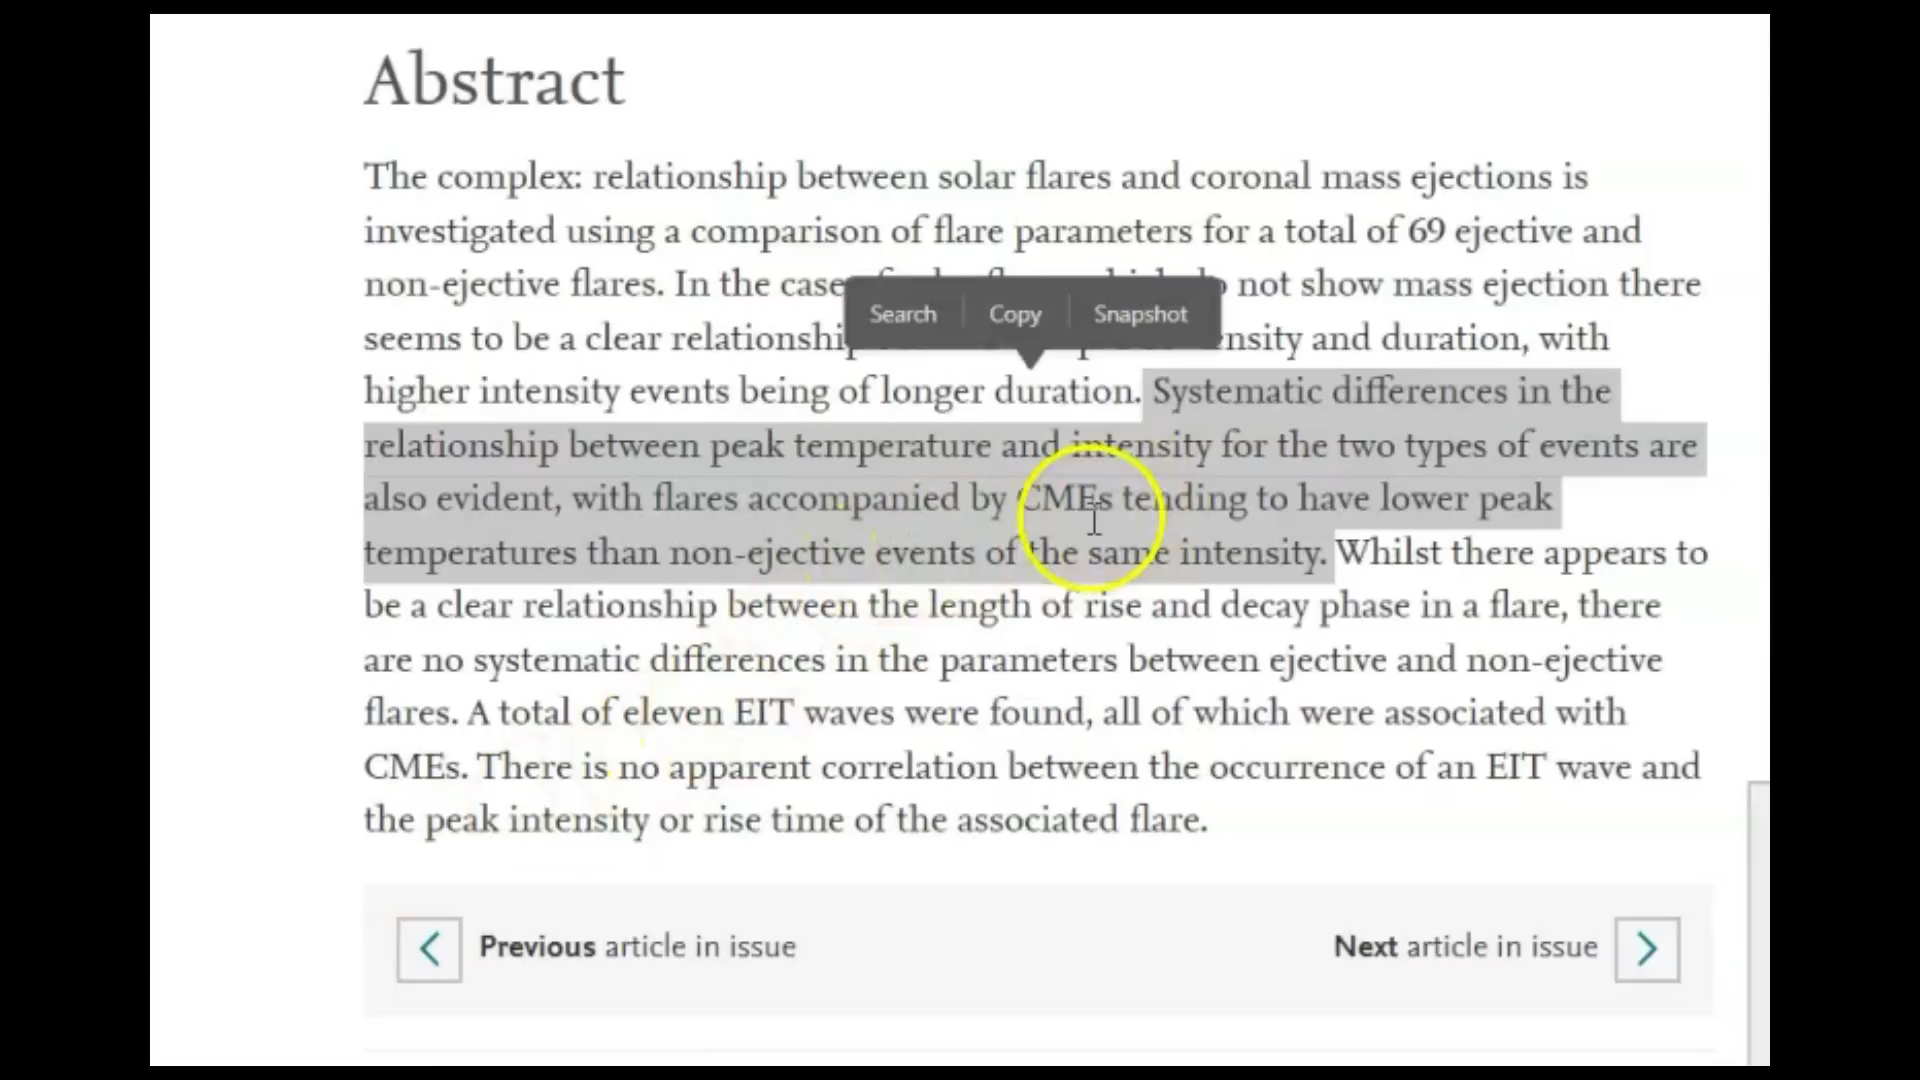 Abstract
The complex: relationship between solar flares and coronal mass ejections is
investigated using a comparison of flare parameters for a total of 69 ejective and
non-ejective flares. In the case not show mass ejection there
Search Copy Snapshot
seems to be a clear relationship and duration, with
higher intensity events being of longer duration. Systematic differences in the
relationship between peak temperature and intensity for the two types of events are
also evident, with flares accompanied by CMEs tending to have lower peak
temperatures than non-ejective events of the same intensity. Whilst there appears to
be a clear relationship between the length of rise and decay phase in a flare, there
are no systematic differences in the parameters between ejective and non-ejective
flares. A total of eleven EIT waves were found, all of which were associated with
CMEs. There is no apparent correlation between the occurrence of an EIT wave and
the peak intensity or rise time of the associated flare.
Previous article in issue
Next article in issue